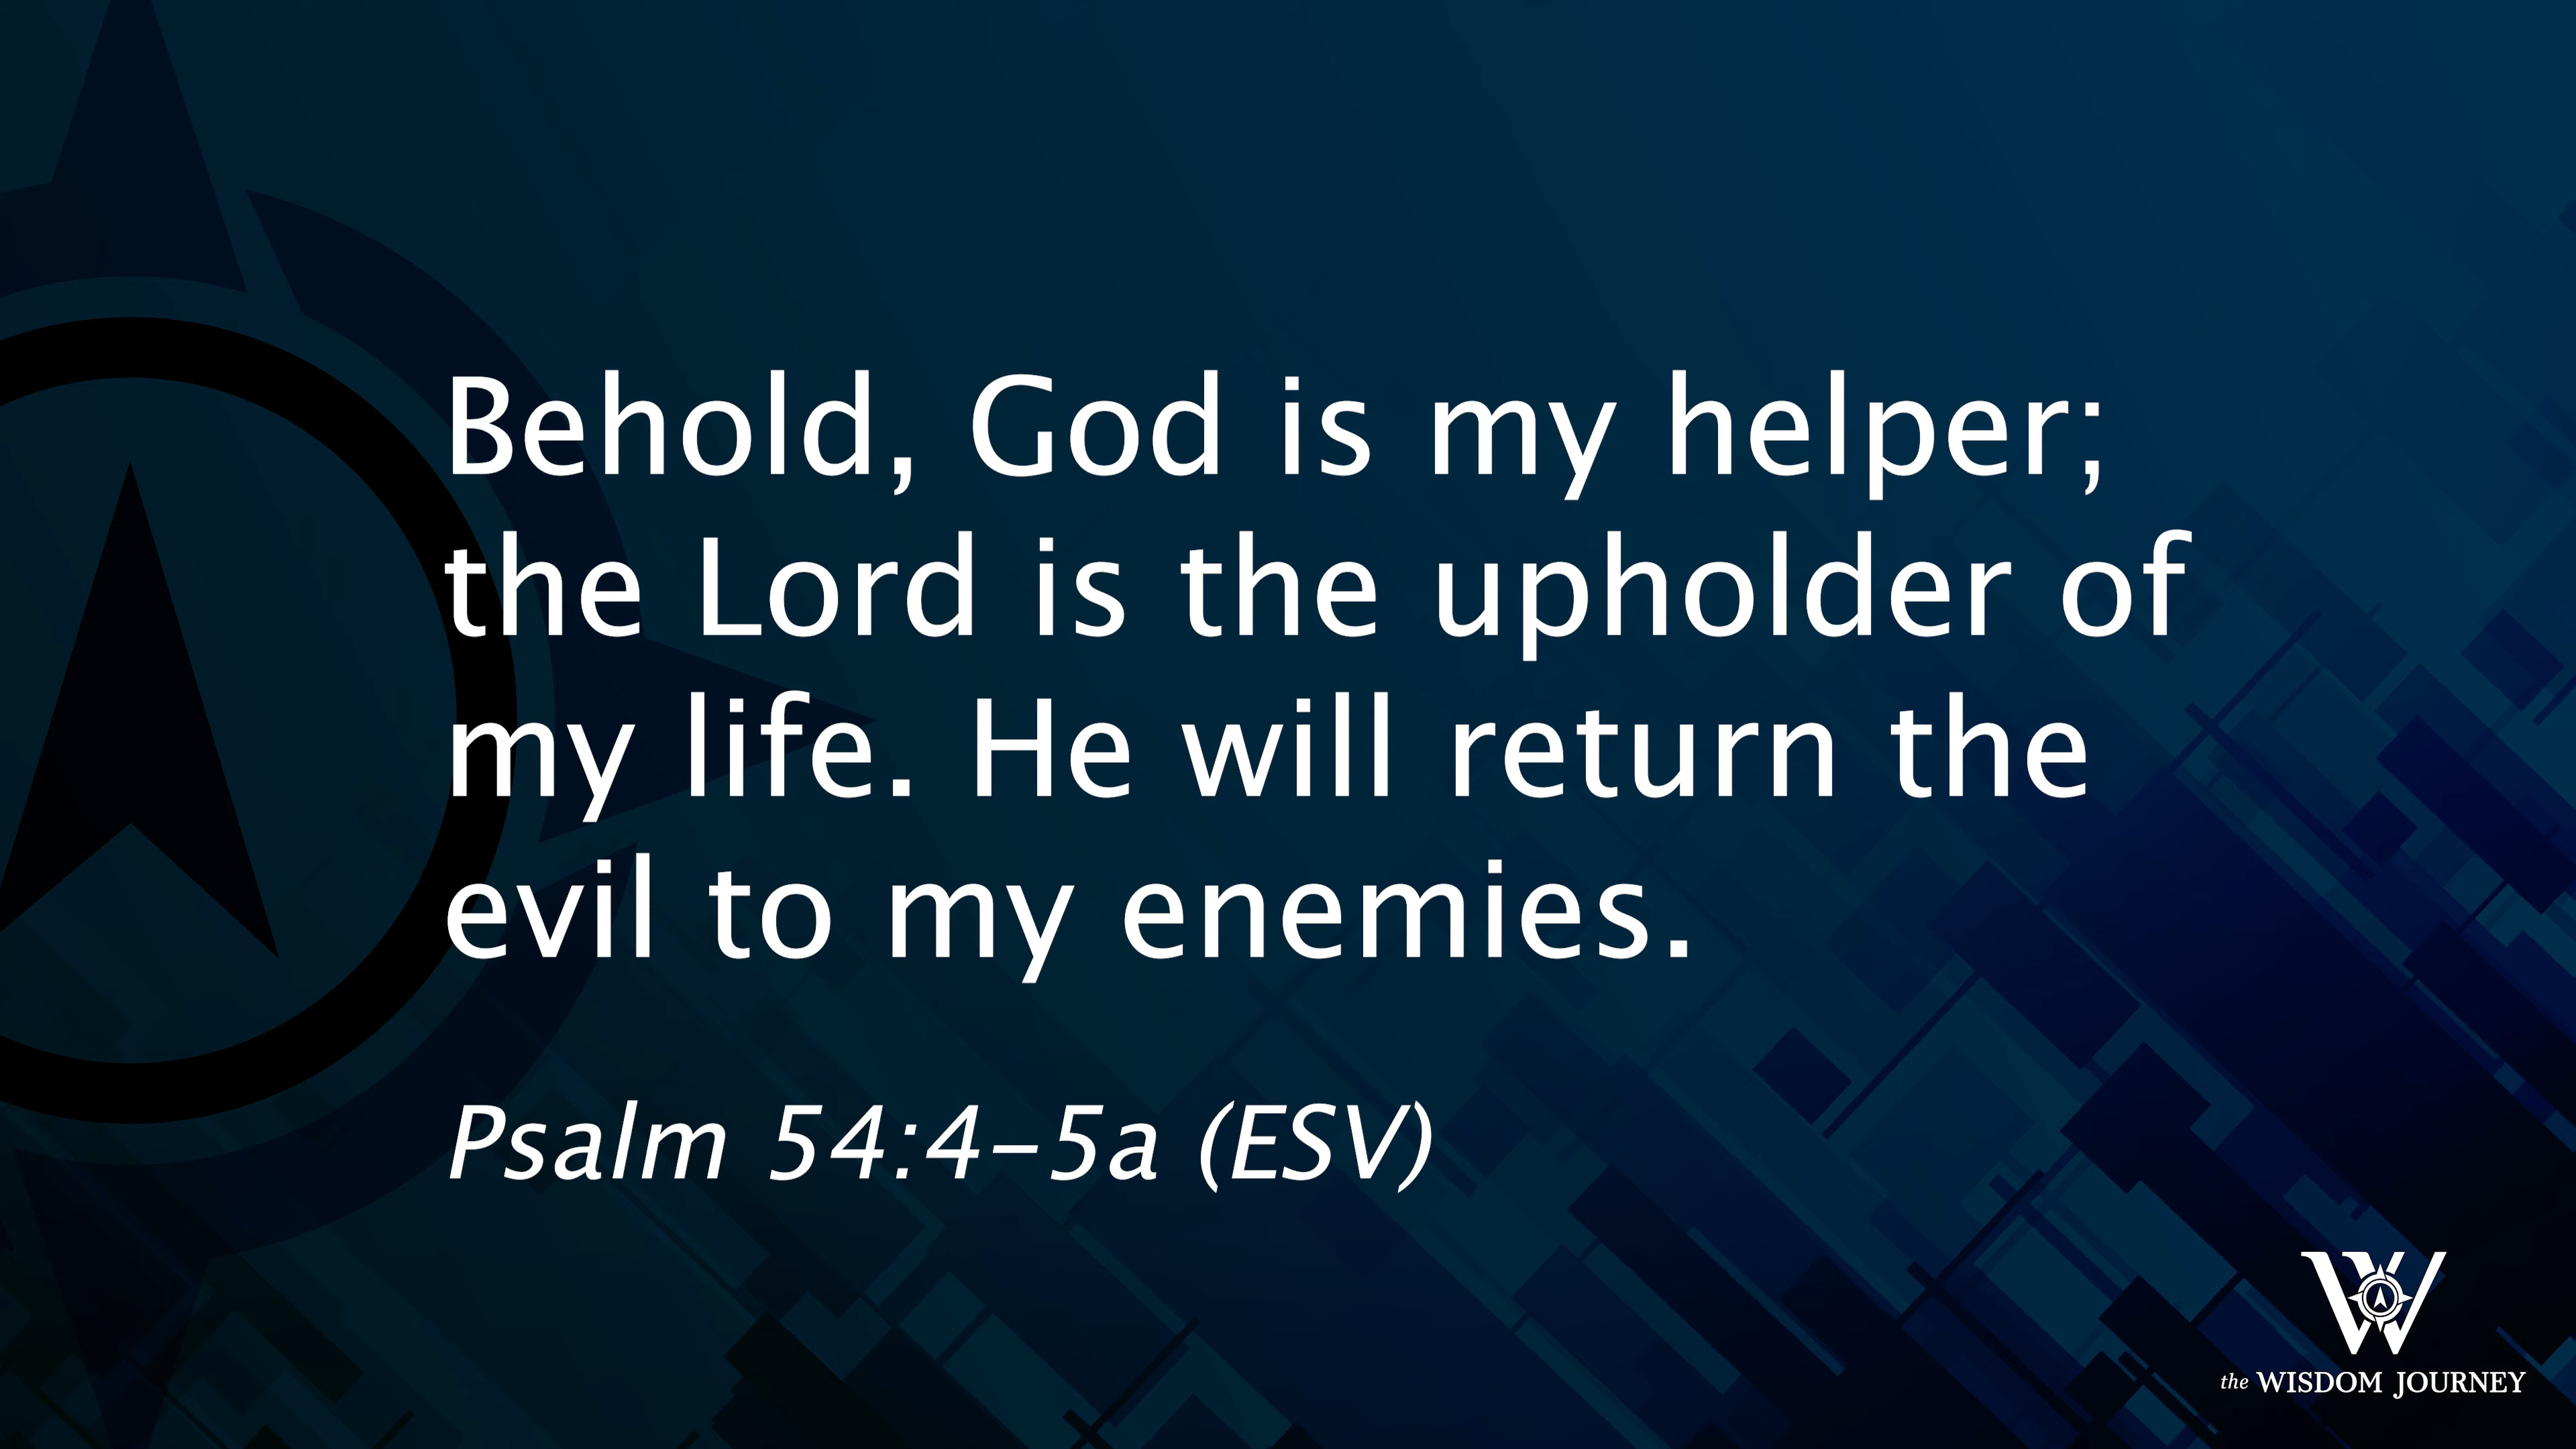 Behold, God is my helper;
the Lord is the upholder of
my life. He will return the
evil to my enemies.
Psalm 54:4–5a (ESV)
W
the WISDOM JOURNEY